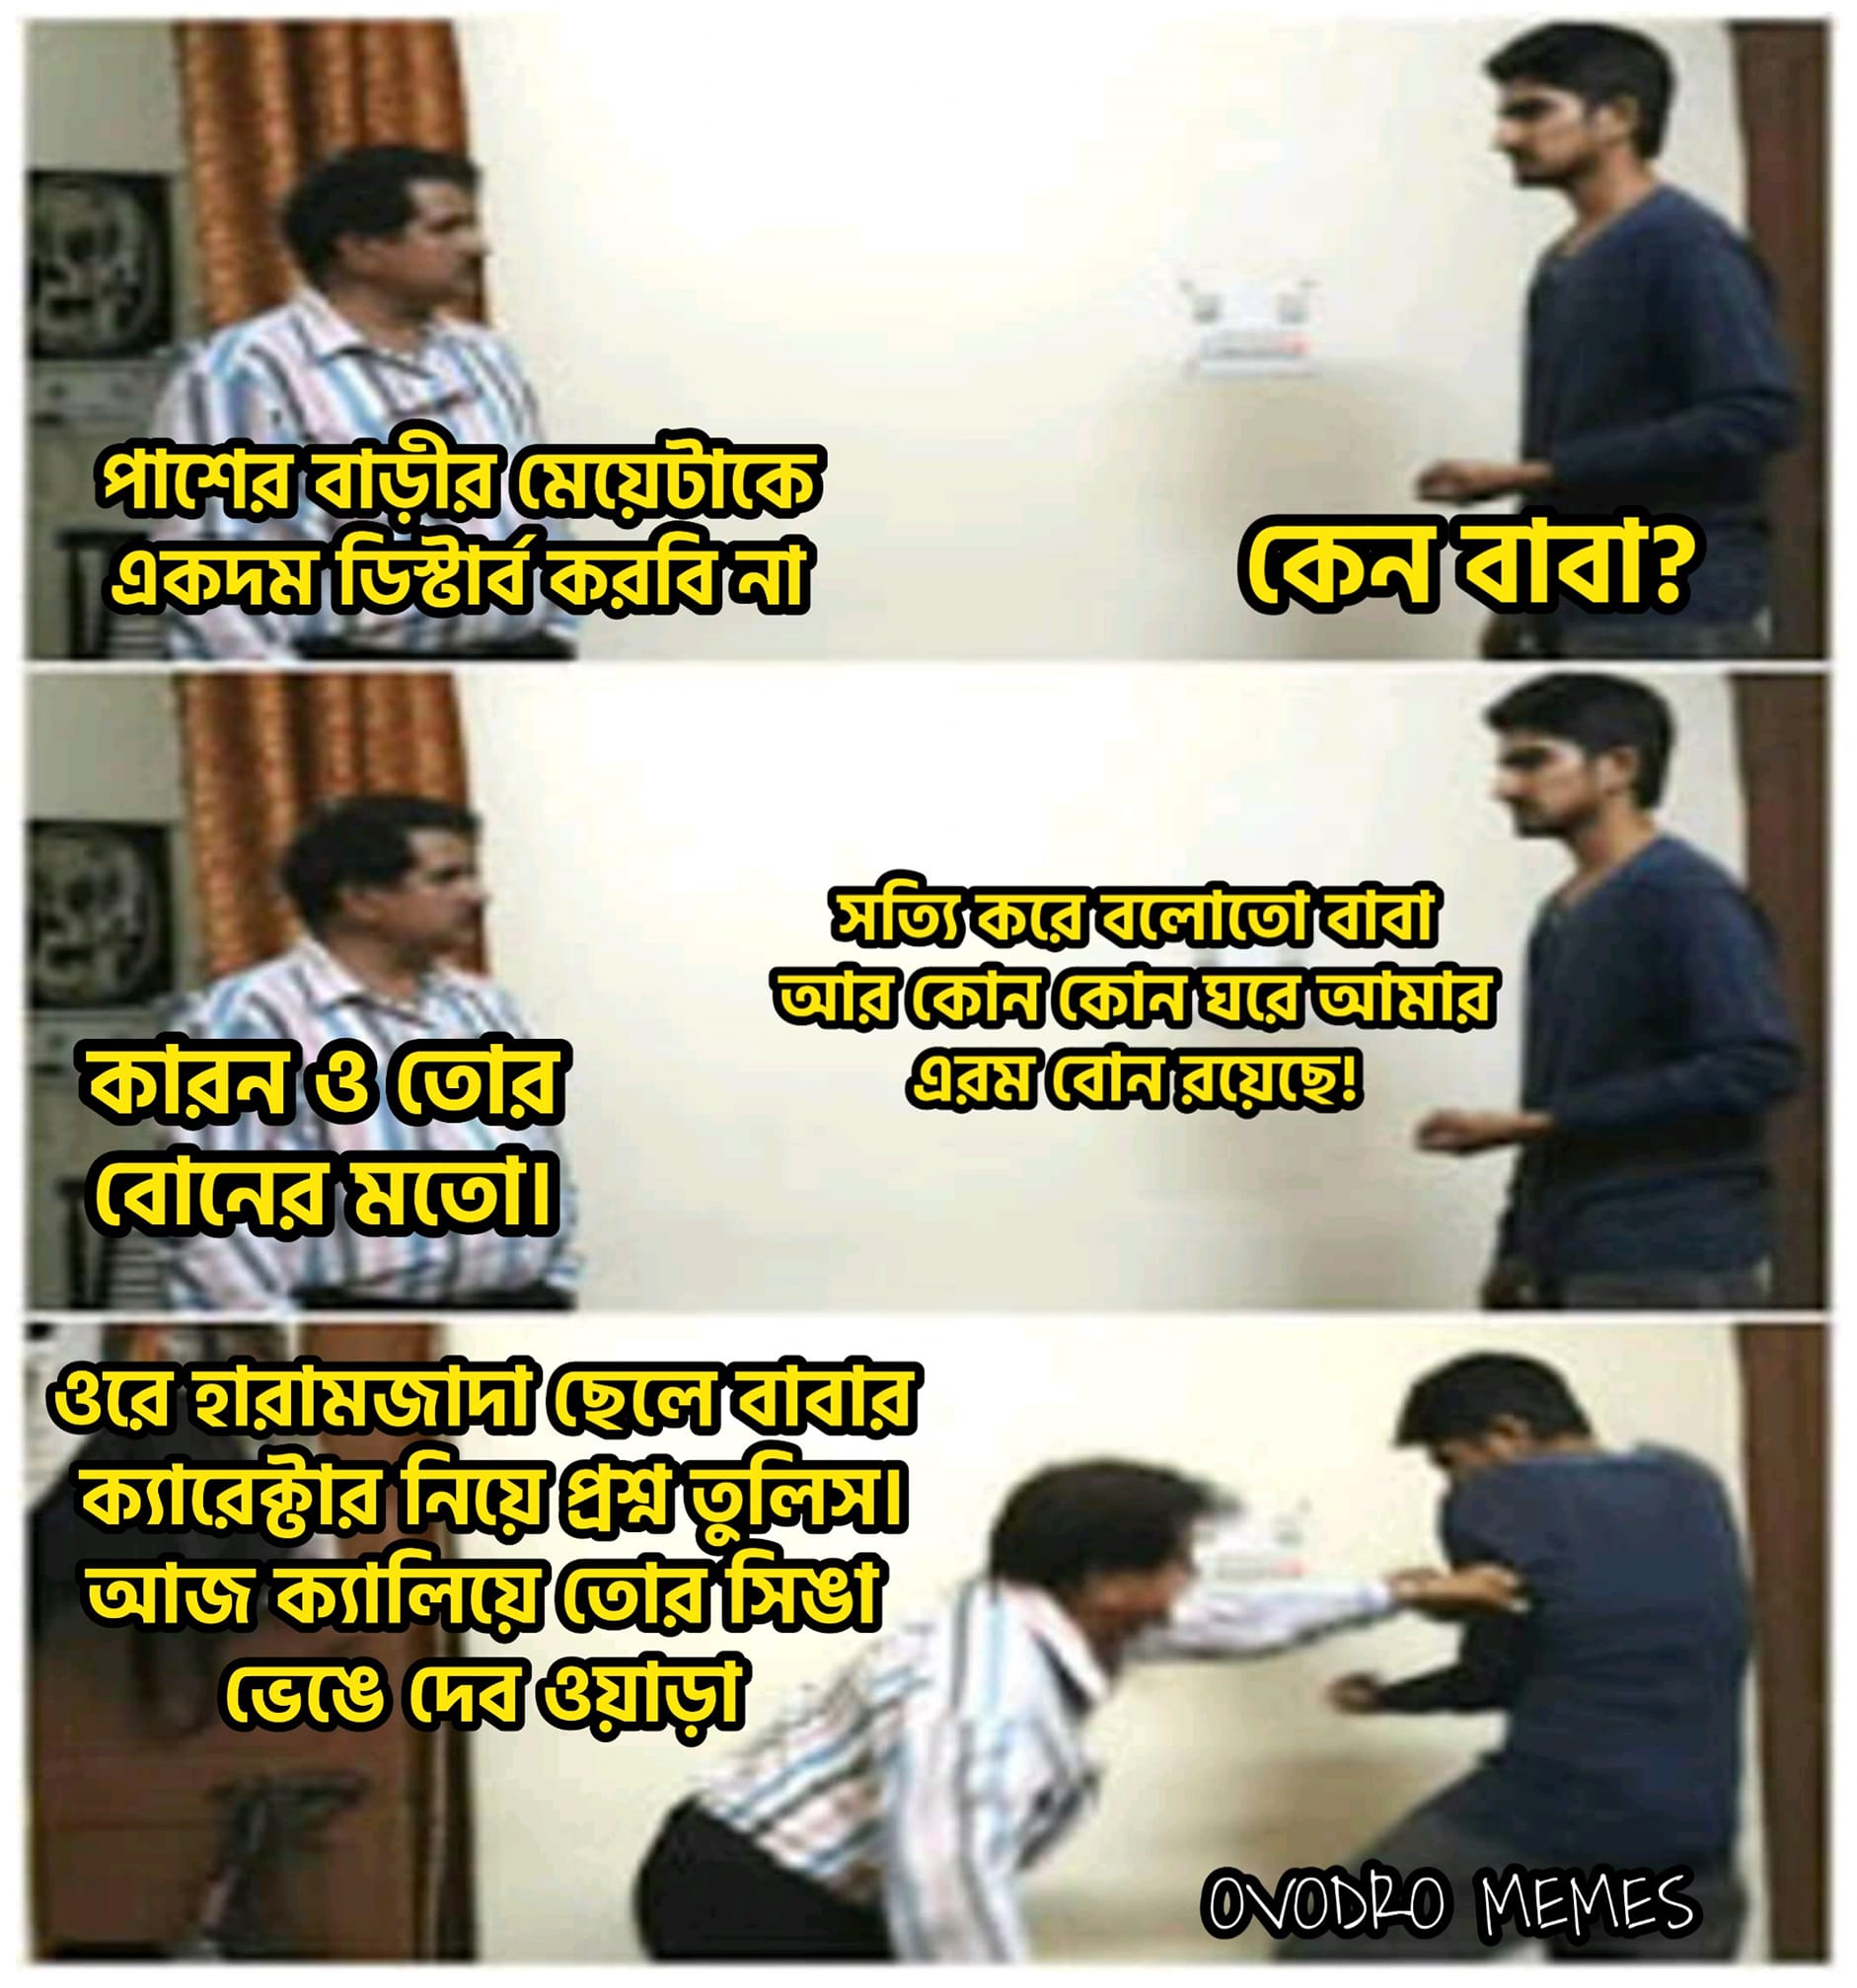 পাশের বাড়ীর মেয়েটাকে
একদম ডিস্টার্ব করবি না
কেন বাবা?
সত্যি করে বলোতো বাবা
আর কোন কোন ঘরে আমার
এরম বোন রয়েছে!
কারন ও তোর
বোনের মতো।
ওরে হারামজাদা ছেলে বাবার
ক্যারেক্টার নিয়ে প্রশ্ন তুলিস।
আজ ক্যালিয়ে তোর সিঙা
ভেঙে দেব ওয়াড়া
OVODRO MEMES